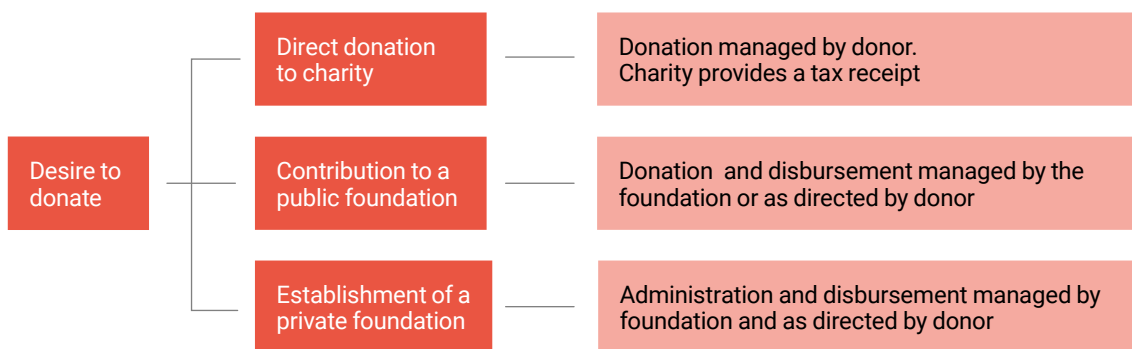 Direct donation
to charity
Donation managed by donor.
Charity provides a tax receipt
Desire to
donate
Contribution to a
public foundation
Donation and disbursement managed by the
foundation or as directed by donor
Establishment of a
private foundation
Administration and disbursement managed by
foundation and as directed by donor